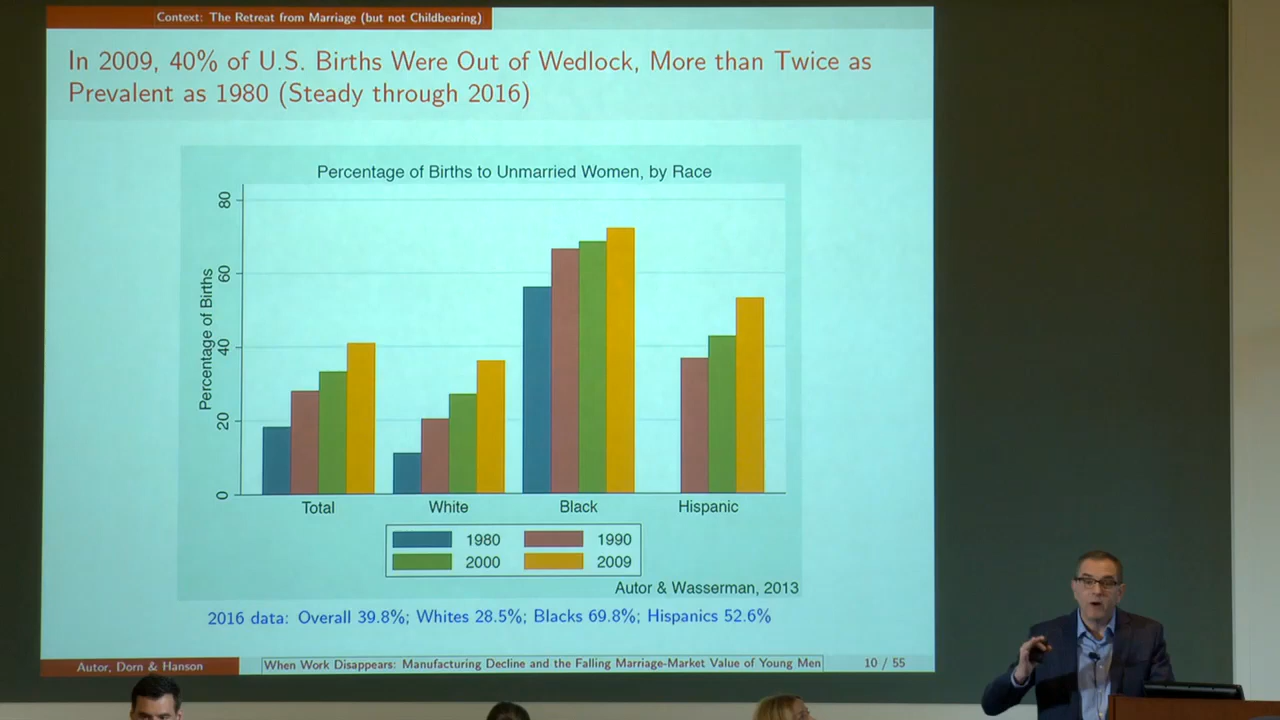 Context: The Retreat from Marriage (but not Childbearing)
In 2009, 40% of U.S. Births Were Out of Wedlock, More than Twice as
Prevalent as 1980 (Steady through 2016)
Percentage of Births to Unmarried Women, by Race
Percentage of Births
80
60
40
20
0
Total White Black Hispanic
1980 1990
2000 2009
Autor & Wasserman, 2013
2016 data: Overall 39.8%; Whites 28.5%; Blacks 69.8%; Hispanics 52.6%
Autor, Dorn & Hanson When Work Disappears: Manufacturing Decline and the Falling Marriage-Market Value of Young Men 10 / 55